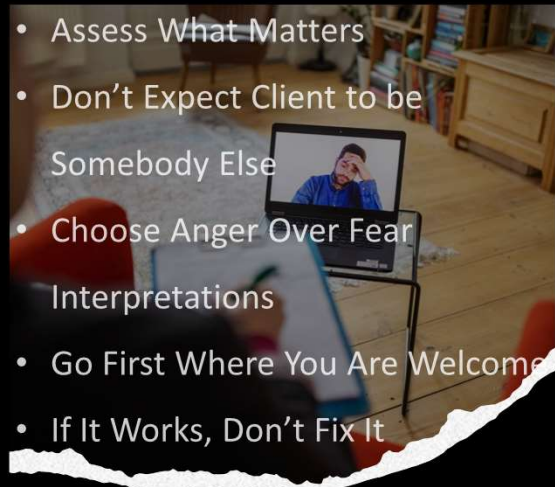 • Assess What Matters
• Don’t Expect Client to be
Somebody Else
• Choose Anger Over Fear
Interpretations
• Go First Where You Are Welcome
• If It Works, Don’t Fix It